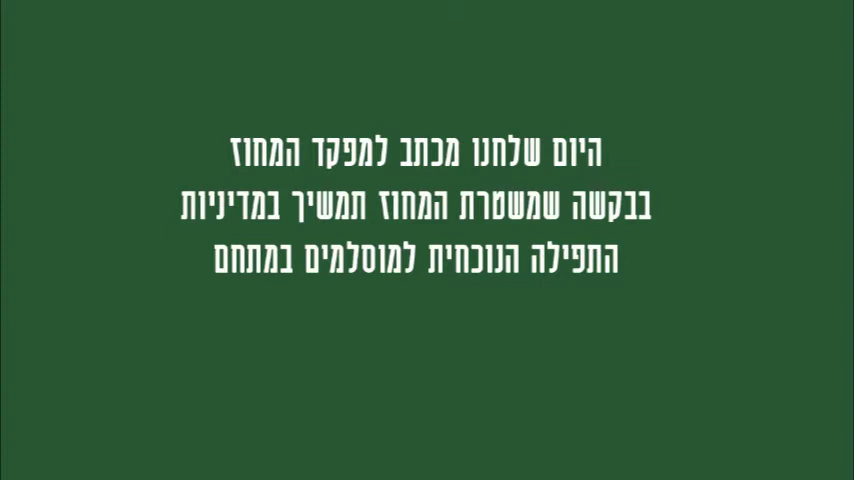 היום שלחנו מכתב למפקד המחוז
בבקשה שמשטרת המחוז תמשיך במדיניות
התפילה הנוכחית למוסלמים במתחם